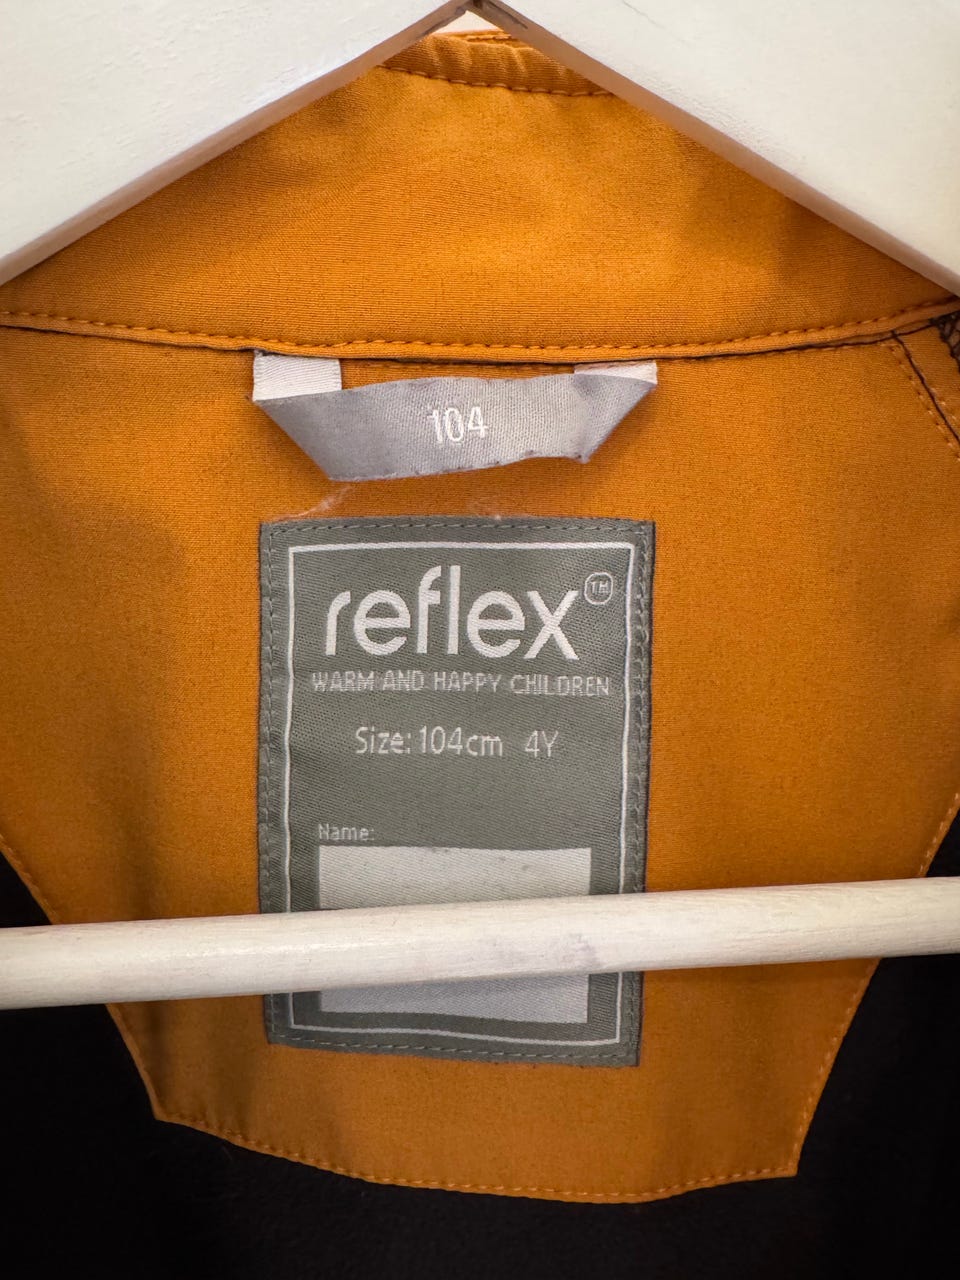 104
reflex™
WARM AND HAPPY CHILDREN
Size: 104cm 4Y
Name: